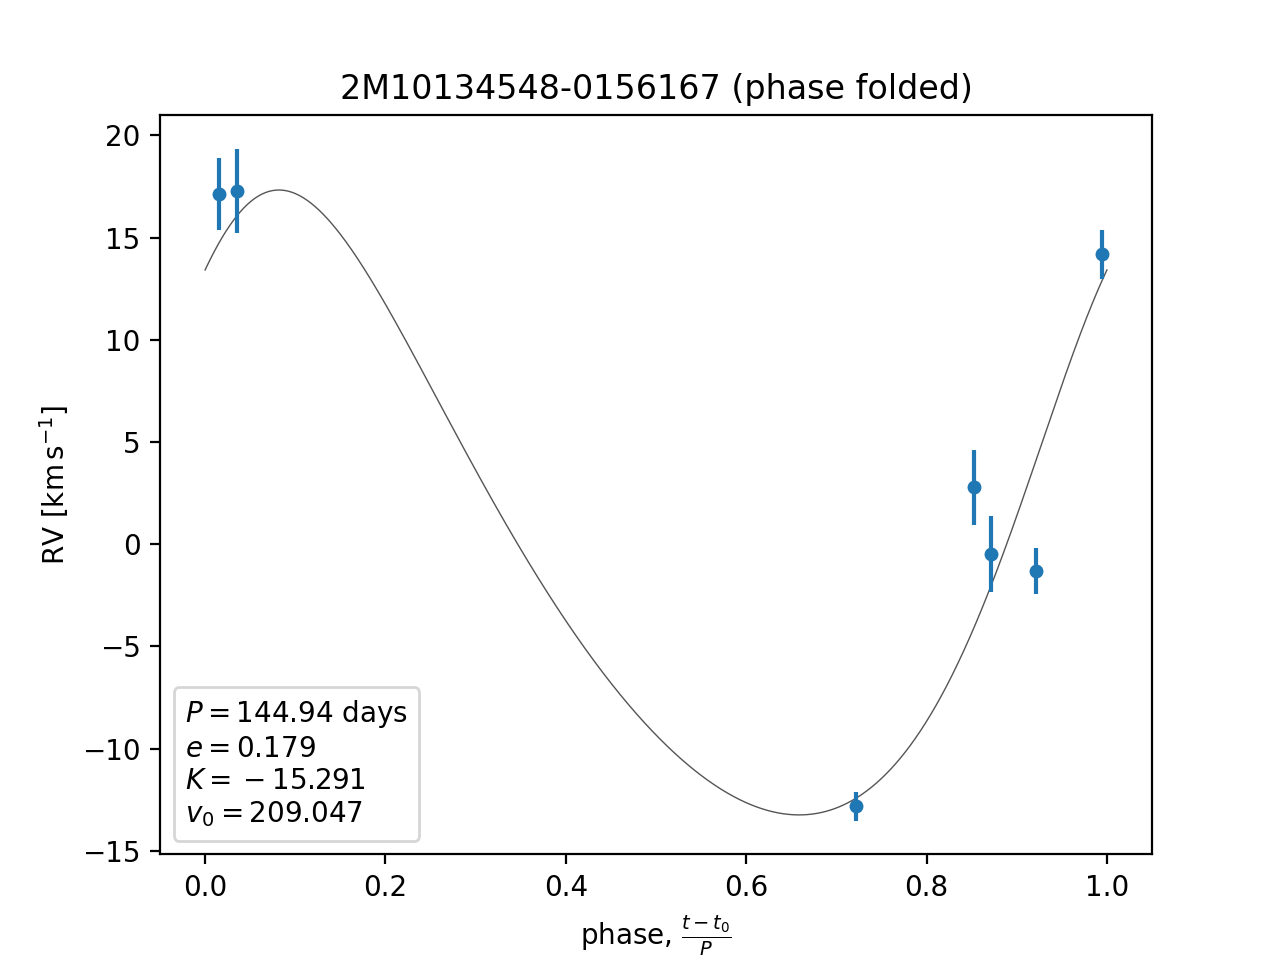 2M10134548-0156167 (phase folded)
20
15
10
5
0
−5
−10
−15
RV [km s⁻¹]
P = 144.94 days
e = 0.179
K = −15.291
v₀ = 209.047
0.0 0.2 0.4 0.6 0.8 1.0
phase, (t − t₀)/P